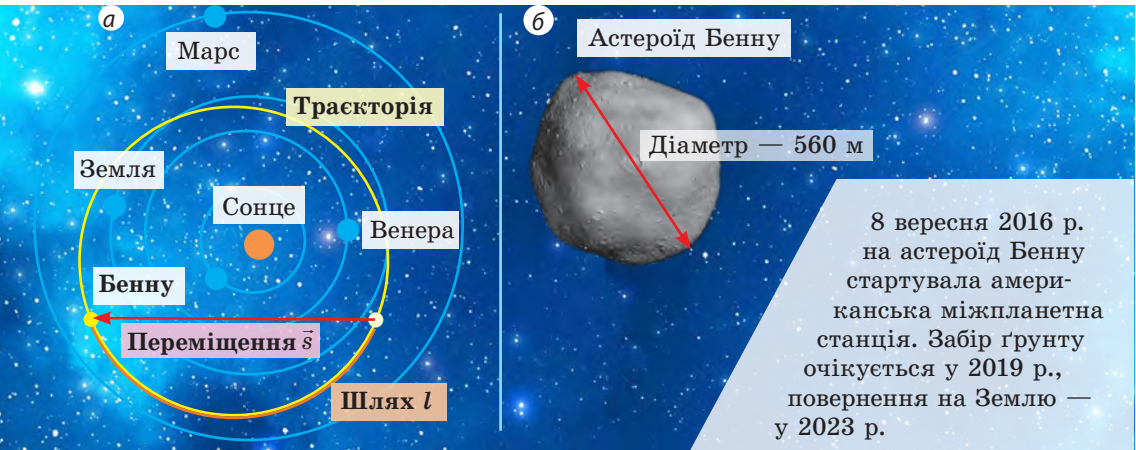 а
Марс
Траєкторія
Земля
Сонце
Венера
Бенну
Переміщення s⃗
Шлях l
б
Астероїд Бенну
Діаметр — 560 м
8 вересня 2016 р.
на астероїд Бенну
стартувала амери-
канська міжпланетна
станція. Забір ґрунту
очікується у 2019 р.,
повернення на Землю —
у 2023 р.